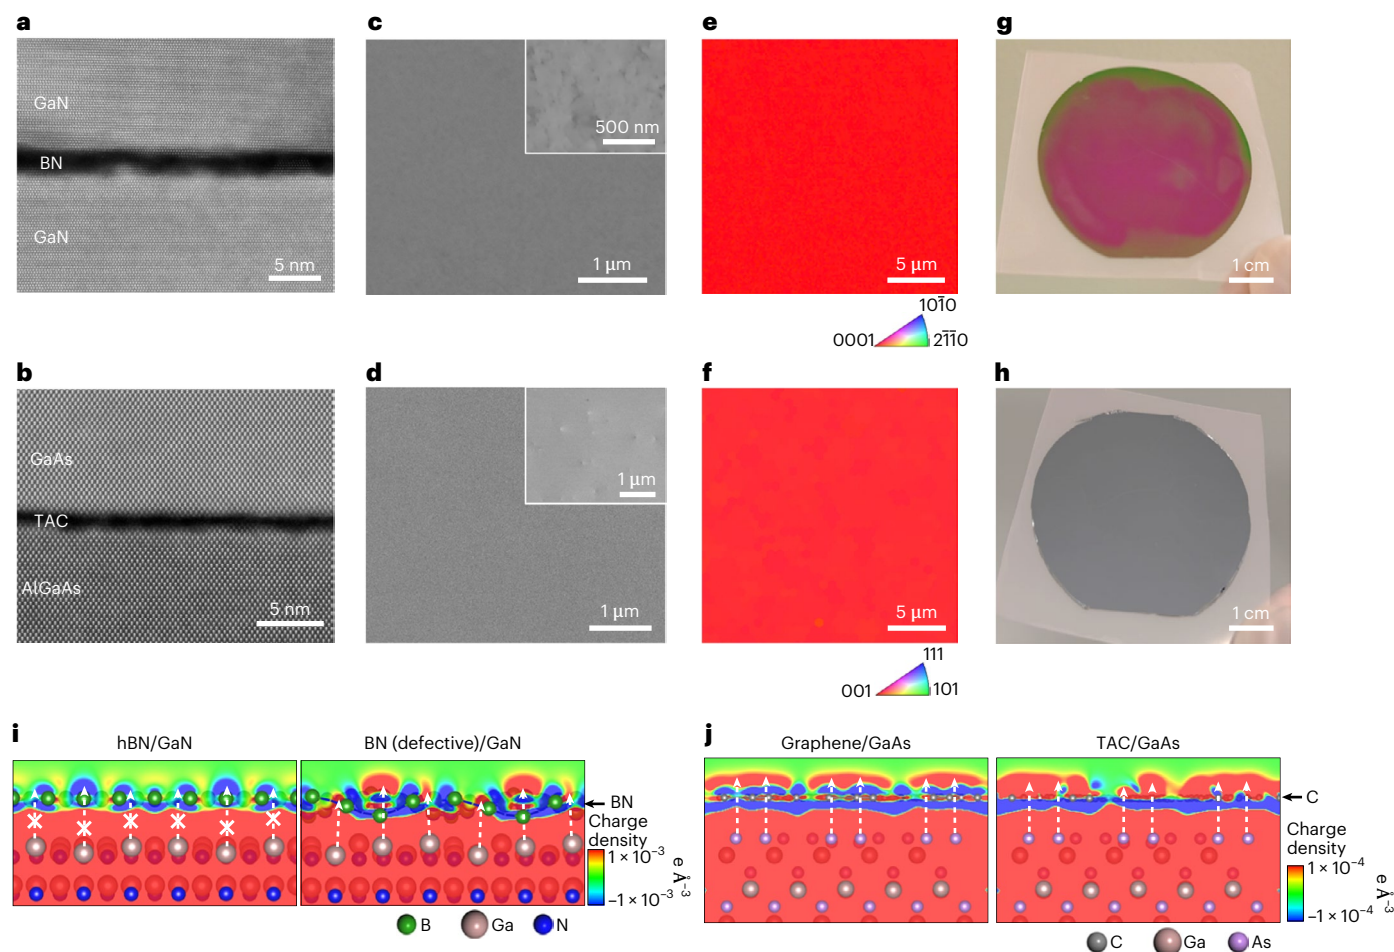 a
GaN
BN
GaN
5 nm
c
500 nm
1 μm
e
5 μm
101̄0
0001
21̄1̄0
g
1 cm
b
GaAs
TAC
AlGaAs
5 nm
d
1 μm
1 μm
f
5 μm
111
001
101
h
1 cm
i
hBN/GaN
BN (defective)/GaN
BN
Charge
density
1 × 10⁻³
e Å⁻³
–1 × 10⁻³
B
Ga
N
j
Graphene/GaAs
TAC/GaAs
C
Charge
density
1 × 10⁻⁴
e Å⁻³
–1 × 10⁻⁴
C
Ga
As